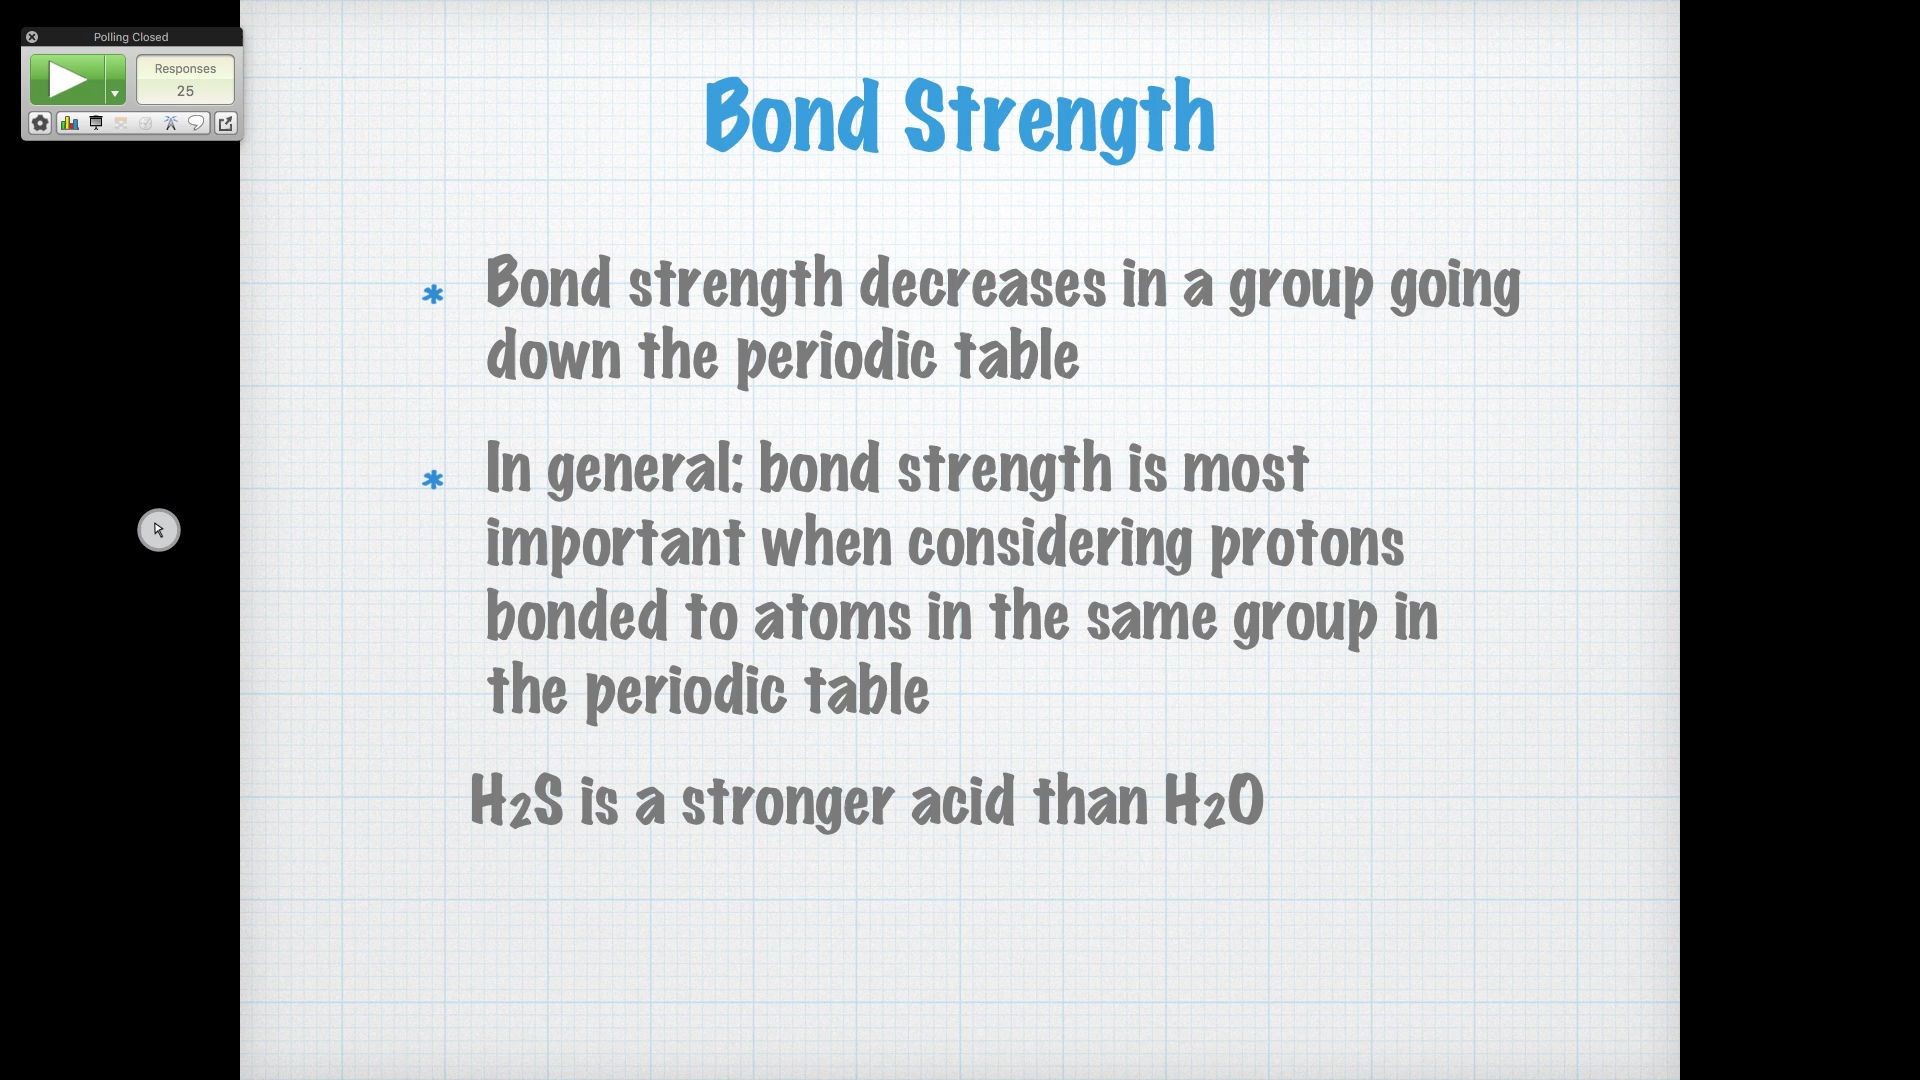 Polling Closed
Responses
25
Bond Strength
* Bond strength decreases in a group going
down the periodic table
* In general: bond strength is most
important when considering protons
bonded to atoms in the same group in
the periodic table
H₂S is a stronger acid than H₂O